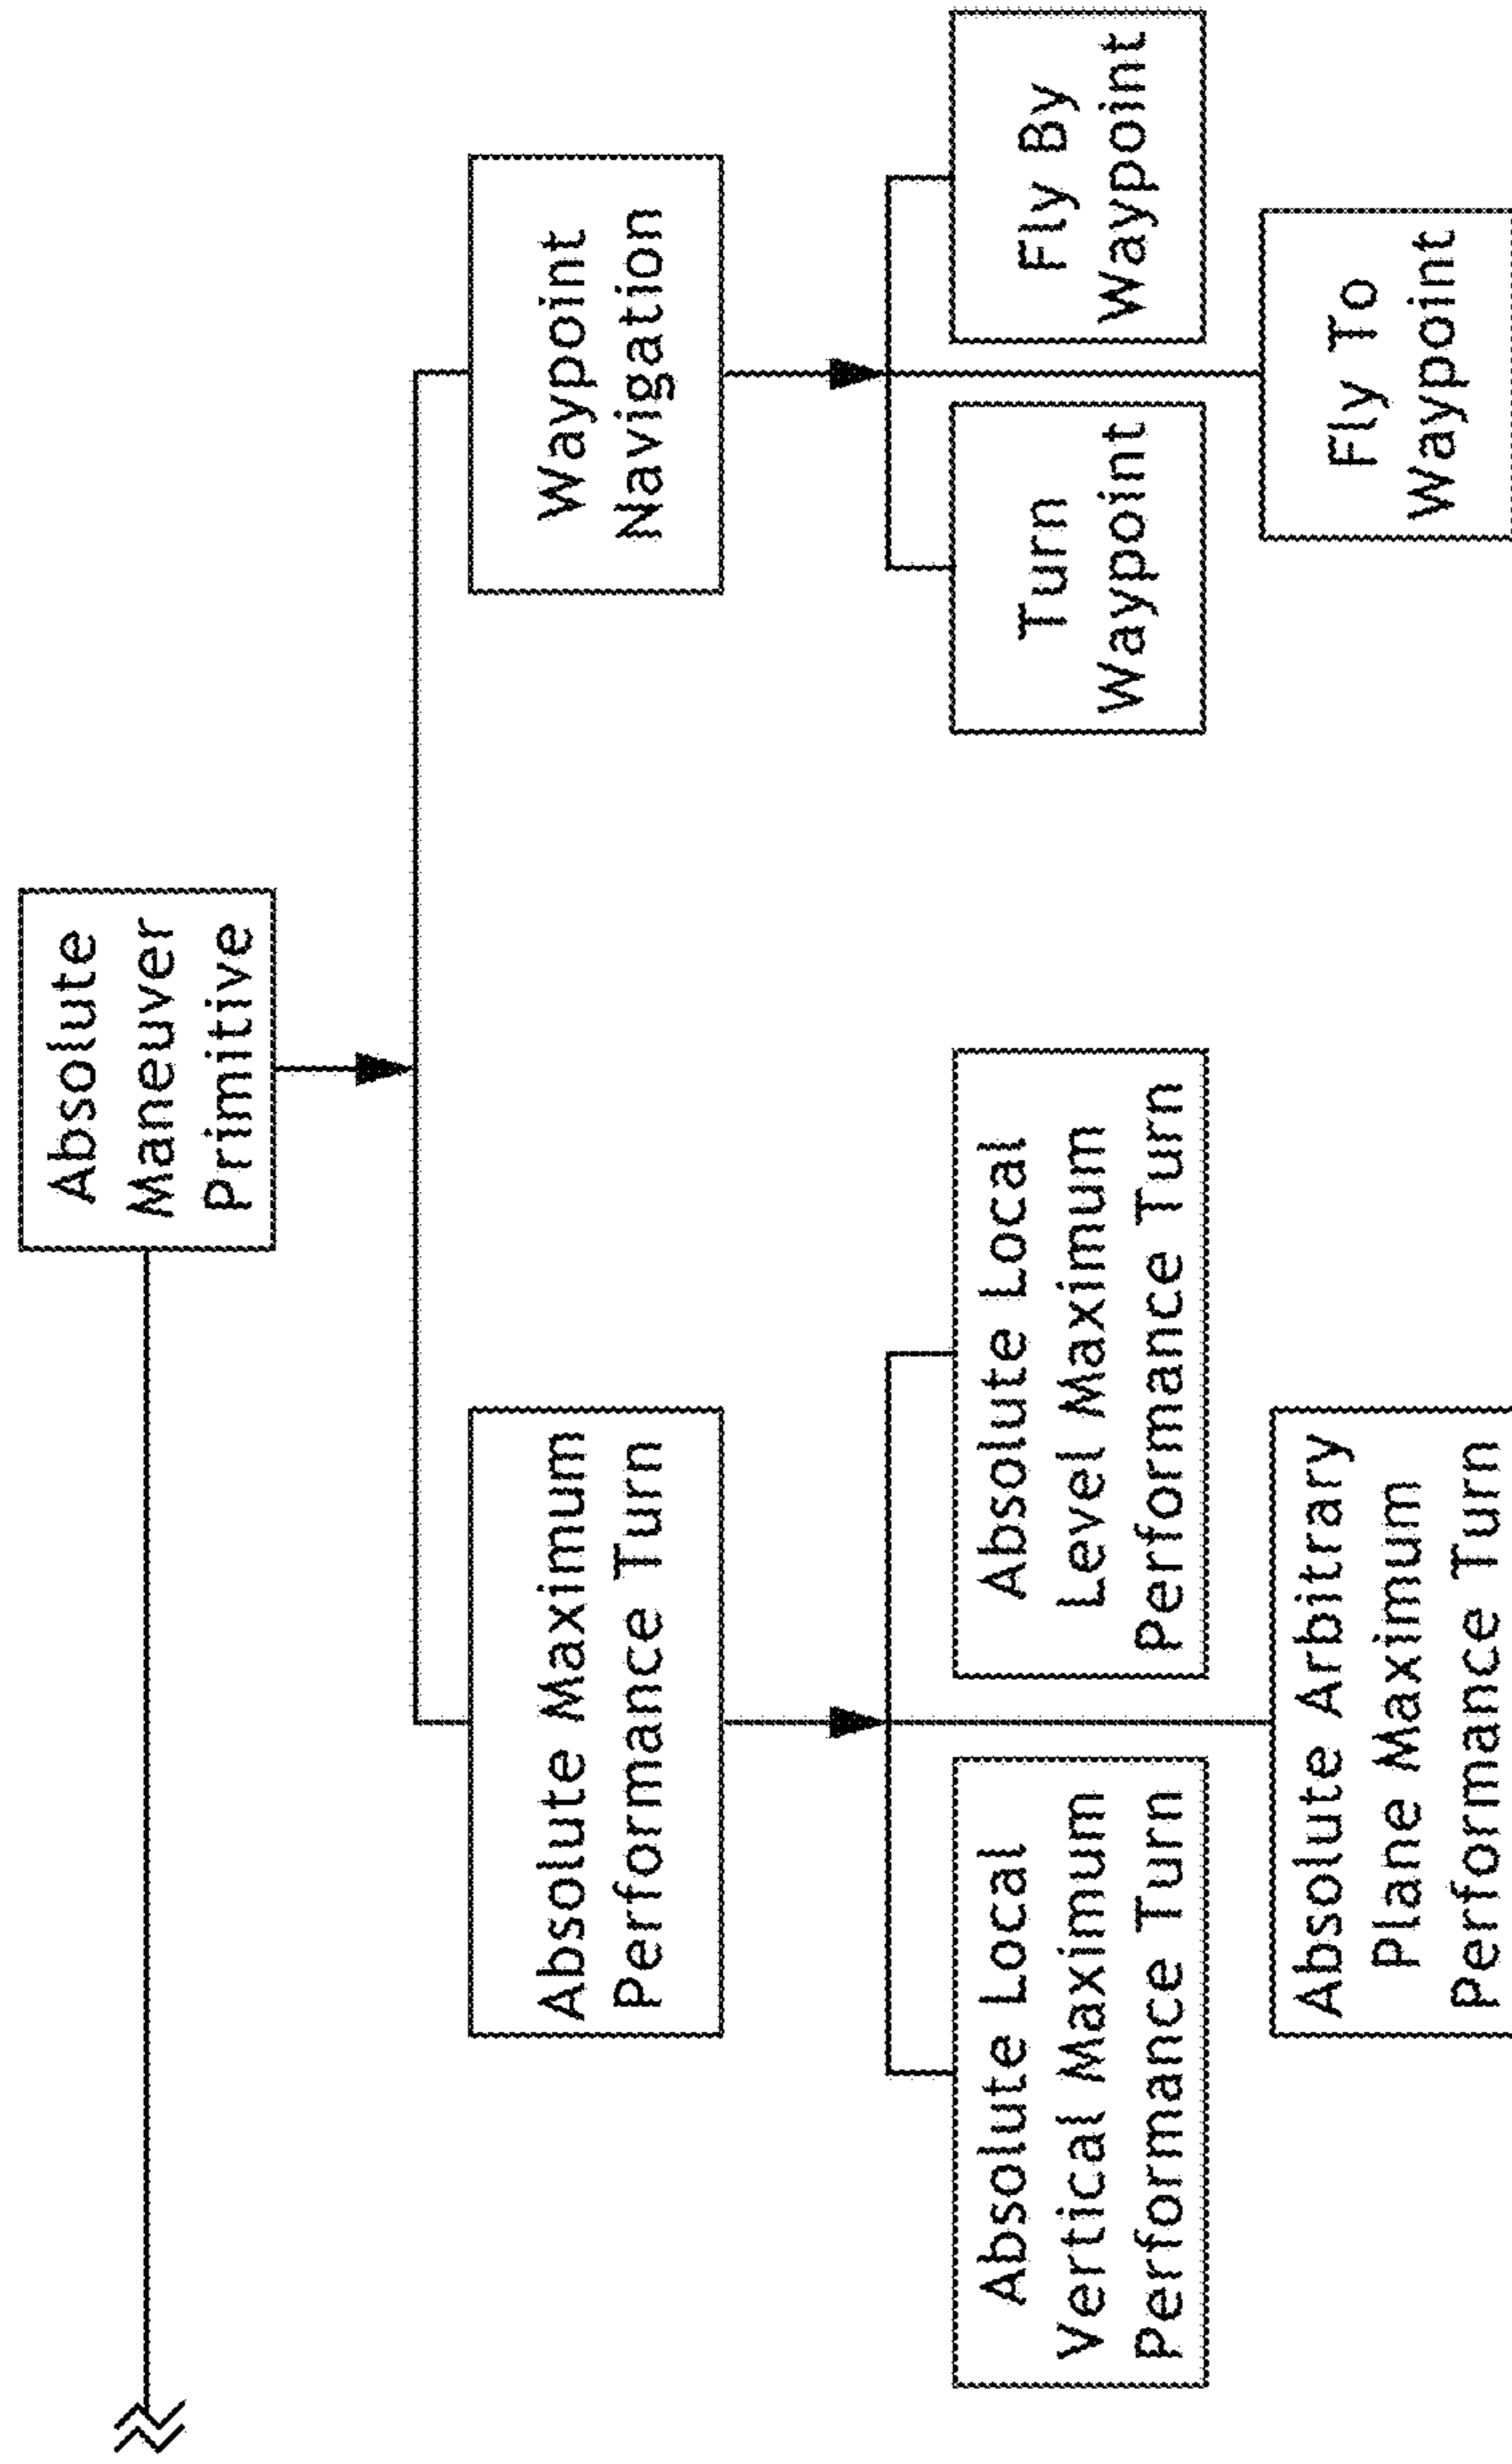 Absolute
Maneuver
Primitive
Absolute Maximum
Performance Turn
Waypoint
Navigation
Absolute Local
Vertical Maximum
Performance Turn
Absolute Local
Level Maximum
Performance Turn
Turn
Waypoint
Fly By
Waypoint
Absolute Arbitrary
Plane Maximum
Performance Turn
Fly To
Waypoint